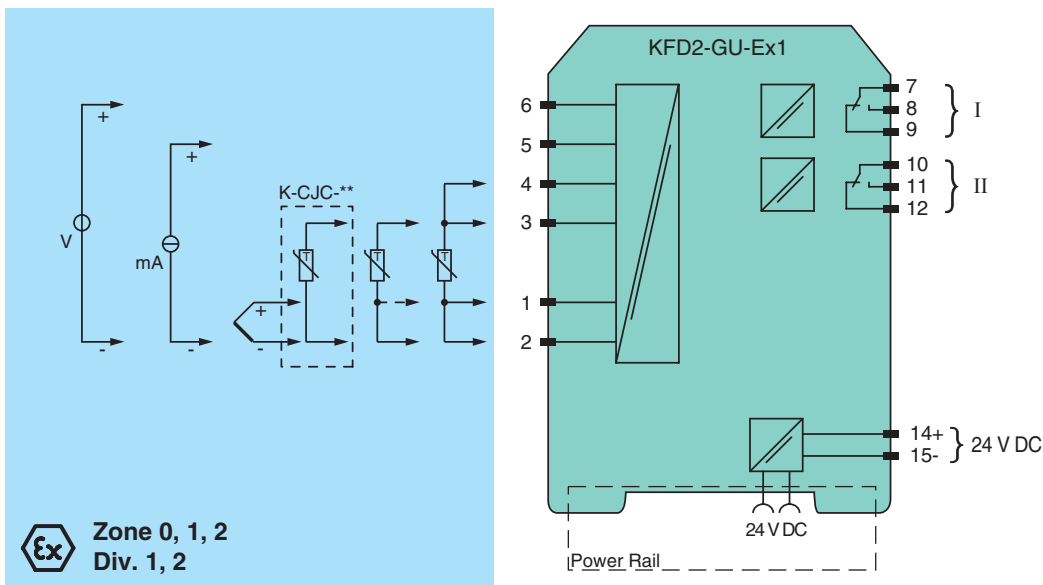 KFD2-GU-Ex1
6
5
4
3
1
2
7
8
9
I
10
11
12
II
14+
15-
24 V DC
24 V DC
Power Rail
+
V
-
+
mA
-
K-CJC-**
T
T
T
+
-
Ex
Zone 0, 1, 2
Div. 1, 2